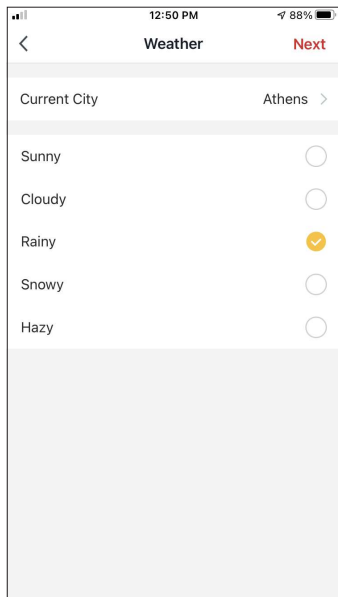 12:50 PM 88%
Weather Next
Current City Athens
Sunny
Cloudy
Rainy
Snowy
Hazy